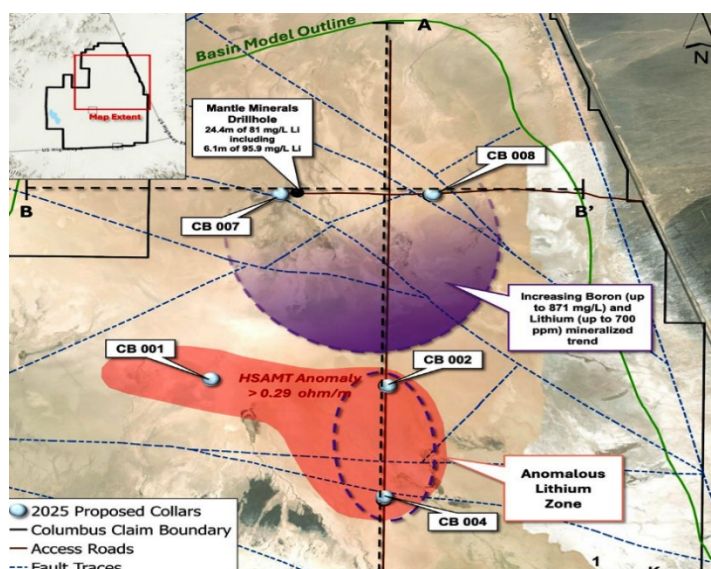 Basin Model Outline
A
N
Map Extent
Mantle Minerals
Drillhole
24.4m of 81 mg/L Li
including
6.1m of 95.9 mg/L Li
CB 008
B
B'
CB 007
Increasing Boron (up
to 871 mg/L) and
Lithium (up to 700
ppm) mineralized
trend
CB 001
CB 002
HSAMT Anomaly
> 0.29 ohm/m
Anomalous
Lithium
Zone
CB 004
2025 Proposed Collars
Columbus Claim Boundary
Access Roads
Fault Traces
1